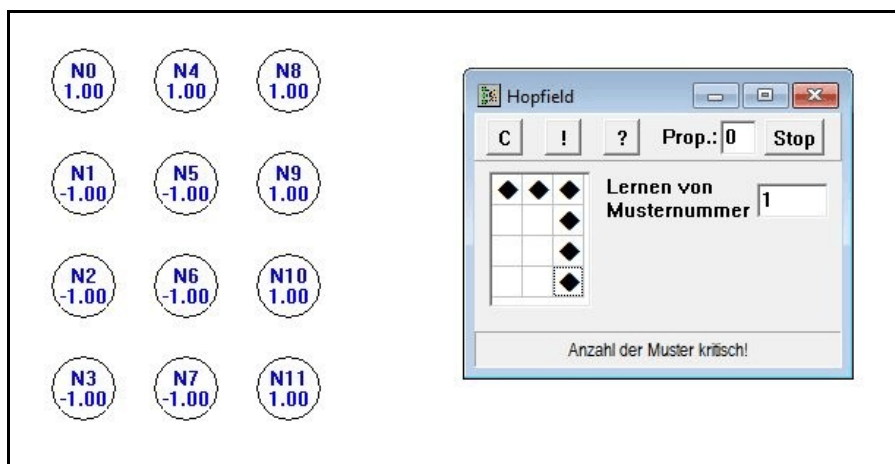 N0 N4 N8
1.00 1.00 1.00
N1 N5 N9
-1.00 -1.00 1.00
N2 N6 N10
-1.00 -1.00 1.00
N3 N7 N11
-1.00 -1.00 1.00
Hopfield
C ! ? Prop.: 0 Stop
Lernen von
Musternummer 1
Anzahl der Muster kritisch!